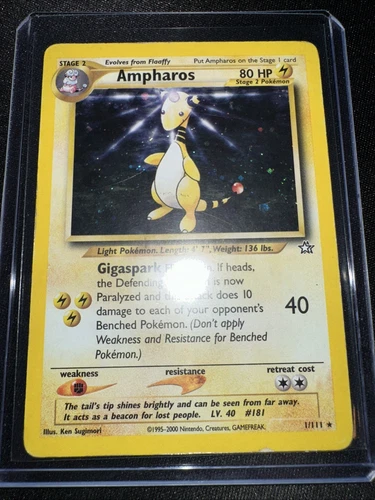 STAGE 2 Evolves from Flaaffy Put Ampharos on the Stage 1 card
Ampharos 80 HP
Stage 2 Pokémon
Light Pokémon. Length: Weight: 136 lbs.
Gigaspark If heads,
the Defending is now
Paralyzed and the does 10
damage to each of your opponent's 40
Benched Pokémon. (Don't apply
Weakness and Resistance for Benched
Pokémon.)
weakness resistance retreat cost
The tail's tip shines brightly and can be seen from far away.
It acts as a beacon for lost people. LV. 40 #181
Illus. Ken Sugimori ©1995-2000 Nintendo, Creatures, GAMEFREAK. 1/111 ★